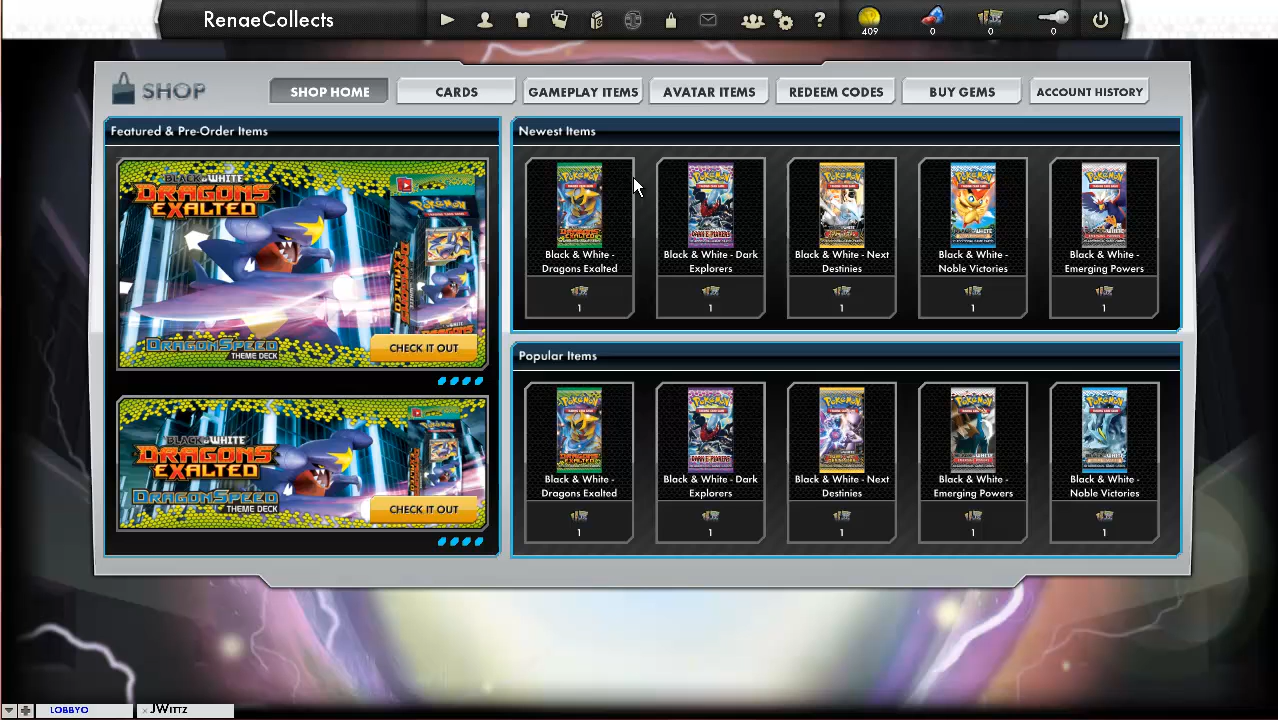 RenaeCollects
?
409
0
0
0
SHOP
SHOP HOME
CARDS
GAMEPLAY ITEMS
AVATAR ITEMS
REDEEM CODES
BUY GEMS
ACCOUNT HISTORY
Featured & Pre-Order Items
BLACK & WHITE
DRAGONS
EXALTED
POKéMON
DRAGONSPEED
THEME DECK
CHECK IT OUT
BLACK & WHITE
DRAGONS
EXALTED
DRAGONSPEED
THEME DECK
CHECK IT OUT
Newest Items
Black & White -
Dragons Exalted
1
Black & White - Dark
Explorers
1
Black & White - Next
Destinies
1
Black & White -
Noble Victories
1
Black & White -
Emerging Powers
1
Popular Items
Black & White -
Dragons Exalted
1
Black & White - Dark
Explorers
1
Black & White - Next
Destinies
1
Black & White -
Emerging Powers
1
Black & White -
Noble Victories
1
LOBBYO
JWITTZ